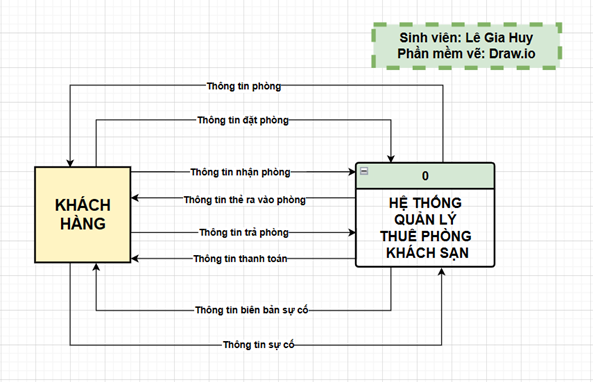 Sinh viên: Lê Gia Huy
Phần mềm vẽ: Draw.io
Thông tin phòng
Thông tin đặt phòng
Thông tin nhận phòng
0
Thông tin thẻ ra vào phòng
KHÁCH
HÀNG
HỆ THỐNG
QUẢN LÝ
THUÊ PHÒNG
KHÁCH SẠN
Thông tin trả phòng
Thông tin thanh toán
Thông tin biên bản sự cố
Thông tin sự cố